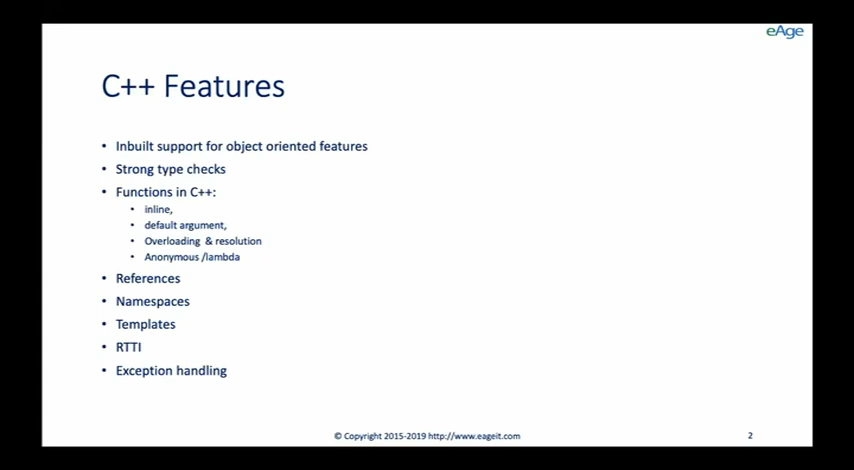 eAge
C++ Features
• Inbuilt support for object oriented features
• Strong type checks
• Functions in C++:
• inline,
• default argument,
• Overloading & resolution
• Anonymous /lambda
• References
• Namespaces
• Templates
• RTTI
• Exception handling
© Copyright 2015-2019 http://www.eageit.com
2